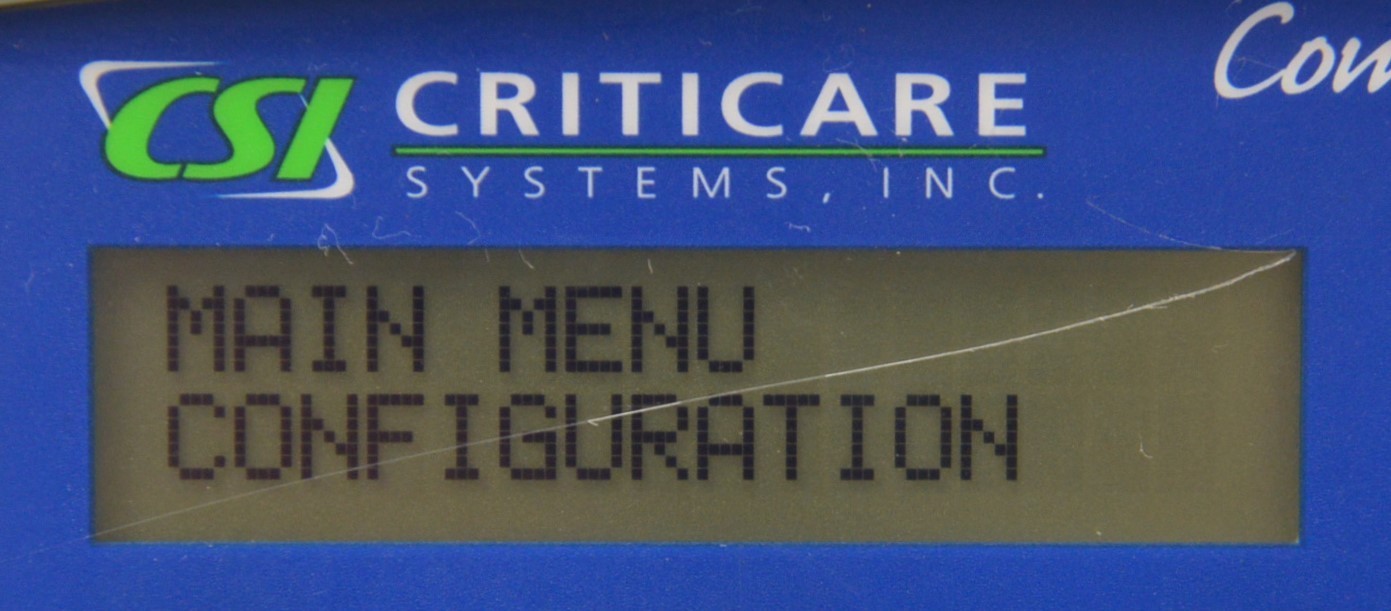 CSI CRITICARE
SYSTEMS, INC.
MAIN MENU
CONFIGURATION